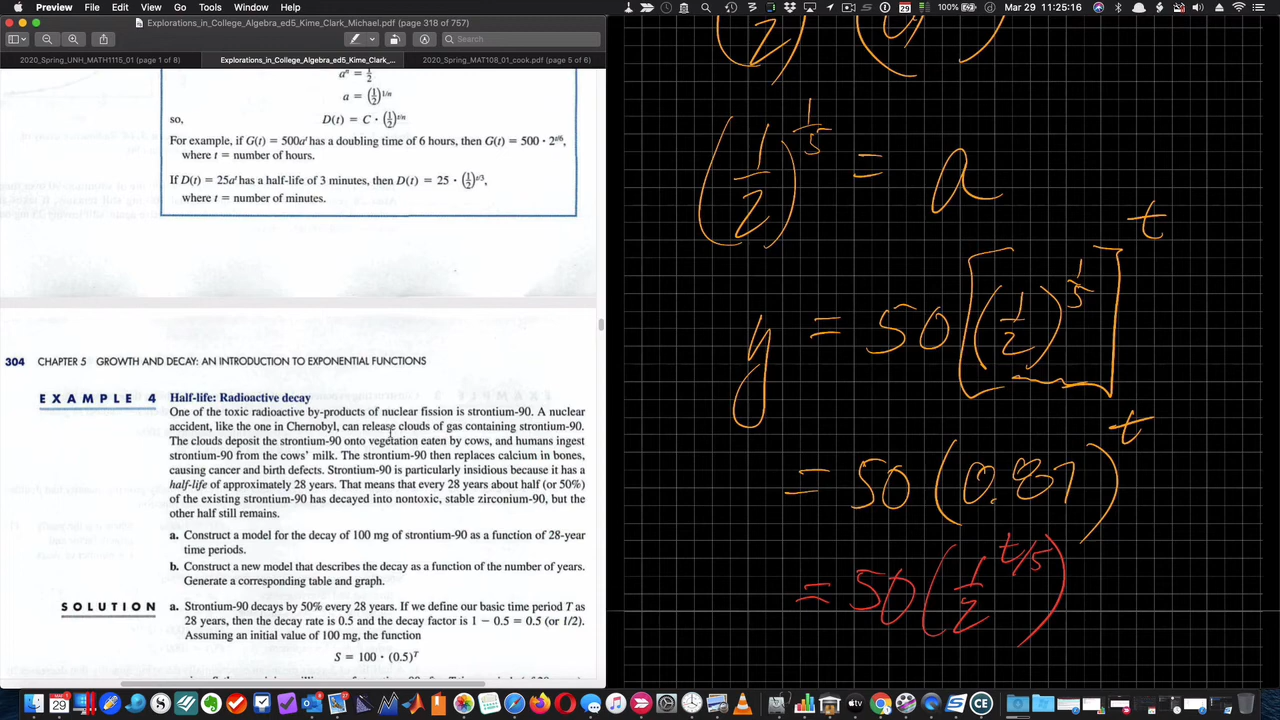 Preview File Edit View Go Tools Window Help
100% Mar 29 11:25:16
Explorations_in_College_Algebra_ed5_Kime_Clark_Michael.pdf (page 318 of 757)
Search
2020_Spring_UNH_MATH1115_01 (page 1 of 8) Explorations_in_College_Algebra_ed5_Kime_Clark_... 2020_Spring_MAT108_01_cook.pdf (page 5 of 6)
aⁿ = 1/2
a = (1/2)^1/n
so, D(t) = C · (1/2)^t/n
For example, if G(t) = 500aᵗ has a doubling time of 6 hours, then G(t) = 500 · 2^t/6,
where t = number of hours.
If D(t) = 25aᵗ has a half-life of 3 minutes, then D(t) = 25 · (1/2)^t/3,
where t = number of minutes.
304 CHAPTER 5 GROWTH AND DECAY: AN INTRODUCTION TO EXPONENTIAL FUNCTIONS
EXAMPLE 4 Half-life: Radioactive decay
One of the toxic radioactive by-products of nuclear fission is strontium-90. A nuclear
accident, like the one in Chernobyl, can release clouds of gas containing strontium-90.
The clouds deposit the strontium-90 onto vegetation eaten by cows, and humans ingest
strontium-90 from the cows' milk. The strontium-90 then replaces calcium in bones,
causing cancer and birth defects. Strontium-90 is particularly insidious because it has a
half-life of approximately 28 years. That means that every 28 years about half (or 50%)
of the existing strontium-90 has decayed into nontoxic, stable zirconium-90, but the
other half still remains.
a. Construct a model for the decay of 100 mg of strontium-90 as a function of 28-year
time periods.
b. Construct a new model that describes the decay as a function of the number of years.
Generate a corresponding table and graph.
SOLUTION a. Strontium-90 decays by 50% every 28 years. If we define our basic time period T as
28 years, then the decay rate is 0.5 and the decay factor is 1 − 0.5 = 0.5 (or 1/2).
Assuming an initial value of 100 mg, the function
S = 100 · (0.5)^T
(1/2)^1/5 = a
y = 50[(1/2)^1/5]^t
= 50(0.871)^t
= 50(1/2)^t/5